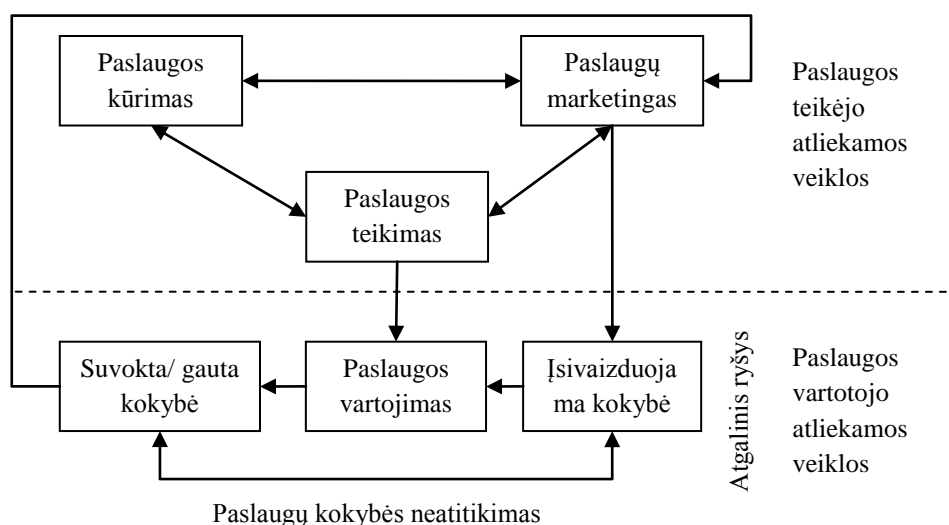 Paslaugos
kūrimas
Paslaugų
marketingas
Paslaugos
teikėjo
atliekamos
veiklos
Paslaugos
teikimas
Suvokta/ gauta
kokybė
Paslaugos
vartojimas
Įsivaizduoja
ma kokybė
Atgalinis ryšys
Paslaugos
vartotojo
atliekamos
veiklos
Paslaugų kokybės neatitikimas